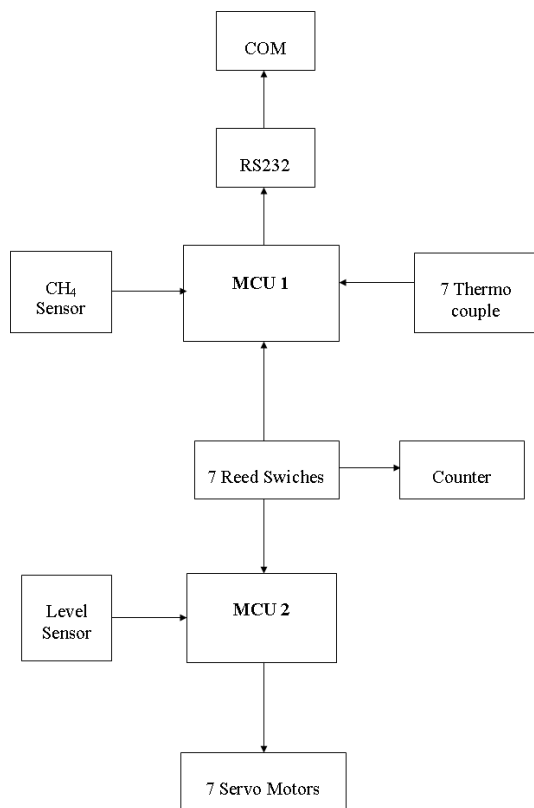 COM
RS232
MCU 1
CH₄
Sensor
7 Thermo
couple
7 Reed Swiches
Counter
MCU 2
Level
Sensor
7 Servo Motors